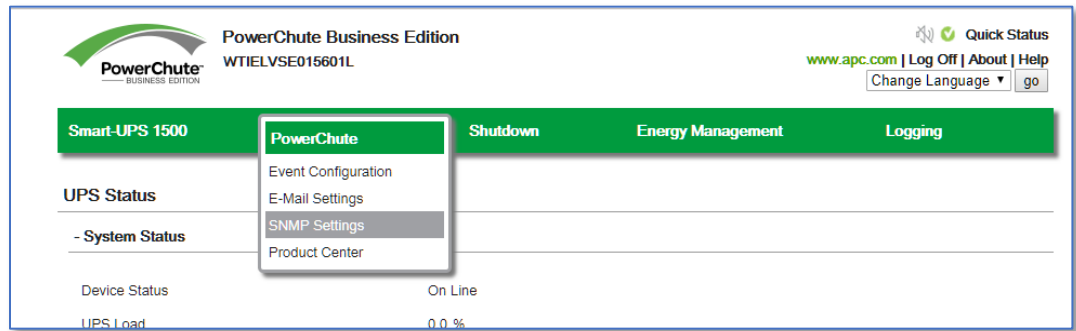 PowerChute Business Edition
WTIELVSE015601L
PowerChute™
BUSINESS EDITION
Quick Status
www.apc.com | Log Off | About | Help
Change Language ▼ go
Smart-UPS 1500 PowerChute Shutdown Energy Management Logging
Event Configuration
E-Mail Settings
SNMP Settings
Product Center
UPS Status
- System Status
Device Status On Line
UPS Load 0.0 %